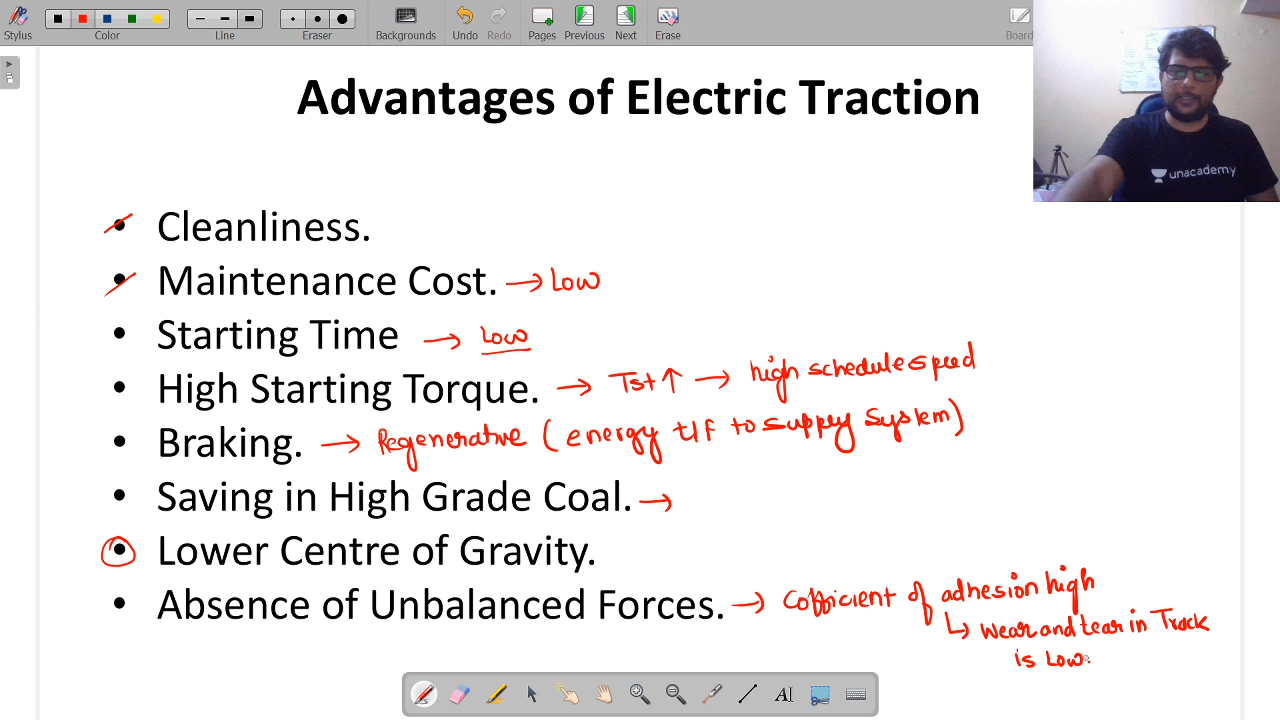 Stylus
Color
Line
Eraser
Backgrounds
Undo
Redo
Pages
Previous
Next
Erase
Board
unacademy
Advantages of Electric Traction
• Cleanliness.
• Maintenance Cost. → Low
• Starting Time → Low
• High Starting Torque. → Tst ↑ → high schedule speed
• Braking. → Regenerative (energy t/f to supply system)
• Saving in High Grade Coal. →
• Lower Centre of Gravity.
• Absence of Unbalanced Forces. → Cofficient of adhesion high
↳ wear and tear in Track
is Low.
A